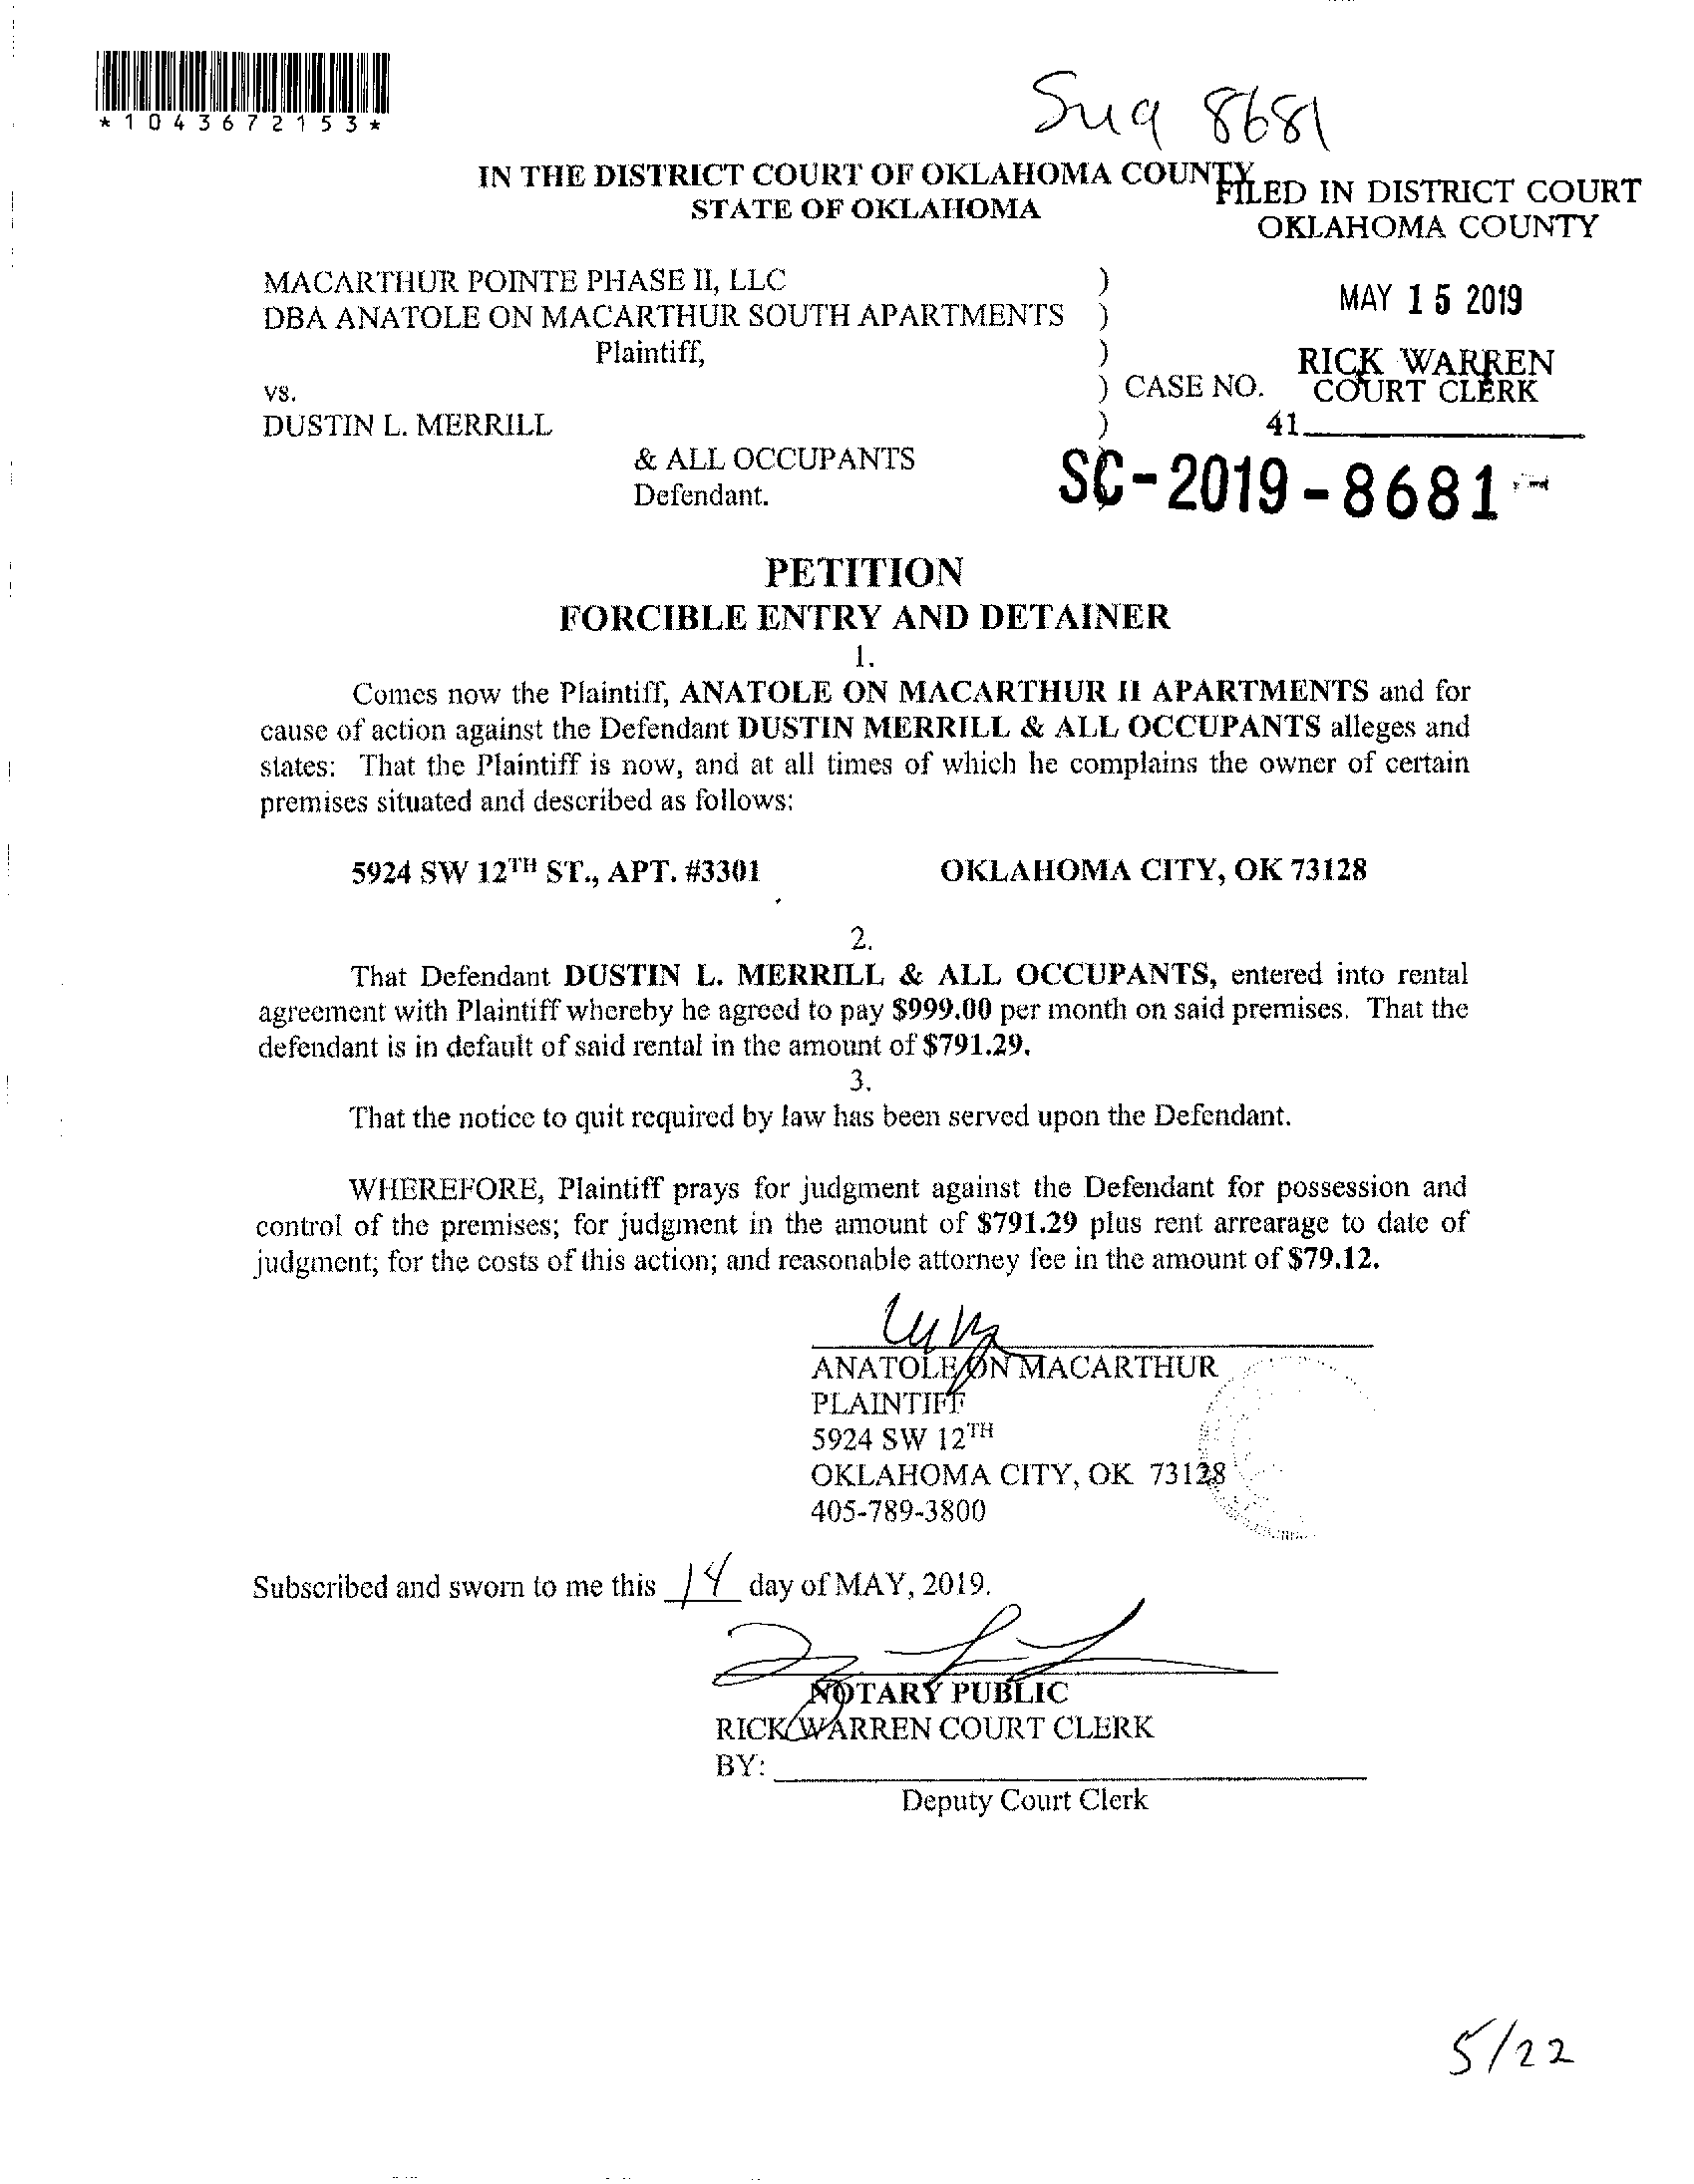 *1043672153*
8681
IN THE DISTRICT COURT OF OKLAHOMA COUNTY
STATE OF OKLAHOMA
FILED IN DISTRICT COURT
OKLAHOMA COUNTY
MAY 15 2019
RICK WARREN
COURT CLERK
41
MACARTHUR POINTE PHASE II, LLC )
DBA ANATOLE ON MACARTHUR SOUTH APARTMENTS )
Plaintiff, )
vs. ) CASE NO.
DUSTIN L. MERRILL )
& ALL OCCUPANTS )
Defendant. )
SC-2019-8681
PETITION
FORCIBLE ENTRY AND DETAINER
1.
Comes now the Plaintiff, ANATOLE ON MACARTHUR II APARTMENTS and for
cause of action against the Defendant DUSTIN MERRILL & ALL OCCUPANTS alleges and
states: That the Plaintiff is now, and at all times of which he complains the owner of certain
premises situated and described as follows:
5924 SW 12TH ST., APT. #3301 OKLAHOMA CITY, OK 73128
2.
That Defendant DUSTIN L. MERRILL & ALL OCCUPANTS, entered into rental
agreement with Plaintiff whereby he agreed to pay $999.00 per month on said premises. That the
defendant is in default of said rental in the amount of $791.29.
3.
That the notice to quit required by law has been served upon the Defendant.
WHEREFORE, Plaintiff prays for judgment against the Defendant for possession and
control of the premises; for judgment in the amount of $791.29 plus rent arrearage to date of
judgment; for the costs of this action; and reasonable attorney fee in the amount of $79.12.
ANATOLE ON MACARTHUR
PLAINTIFF
5924 SW 12TH
OKLAHOMA CITY, OK 73128
405-789-3800
Subscribed and sworn to me this 14 day of MAY, 2019.
NOTARY PUBLIC
RICK WARREN COURT CLERK
BY:
Deputy Court Clerk
5/22